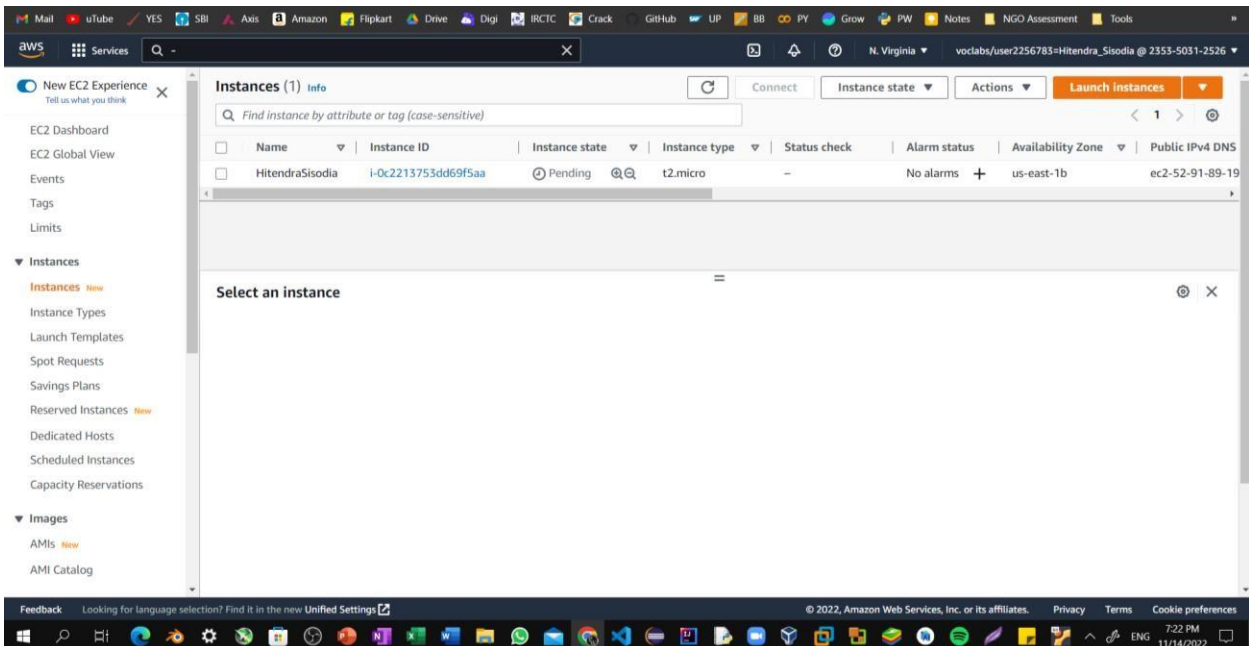 Mail uTube YES SBI Axis Amazon Flipkart Drive Digi IRCTC Crack GitHub UP BB PY Grow PW Notes NGO Assessment Tools »
aws Services - N. Virginia ▼ voclabs/user2256783=Hitendra_Sisodia @ 2353-5031-2526 ▼
New EC2 Experience
Tell us what you think
EC2 Dashboard
EC2 Global View
Events
Tags
Limits
Instances
Instances New
Instance Types
Launch Templates
Spot Requests
Savings Plans
Reserved Instances New
Dedicated Hosts
Scheduled Instances
Capacity Reservations
Images
AMIs New
AMI Catalog
Instances (1) Info Connect Instance state ▼ Actions ▼ Launch instances ▼
Find instance by attribute or tag (case-sensitive) < 1 >
Name Instance ID Instance state Instance type Status check Alarm status Availability Zone Public IPv4 DNS
HitendraSisodia i-0c2213753dd69f5aa Pending t2.micro – No alarms + us-east-1b ec2-52-91-89-19
Select an instance
Feedback Looking for language selection? Find it in the new Unified Settings © 2022, Amazon Web Services, Inc. or its affiliates. Privacy Terms Cookie preferences
7:22 PM
ENG
11/14/2022